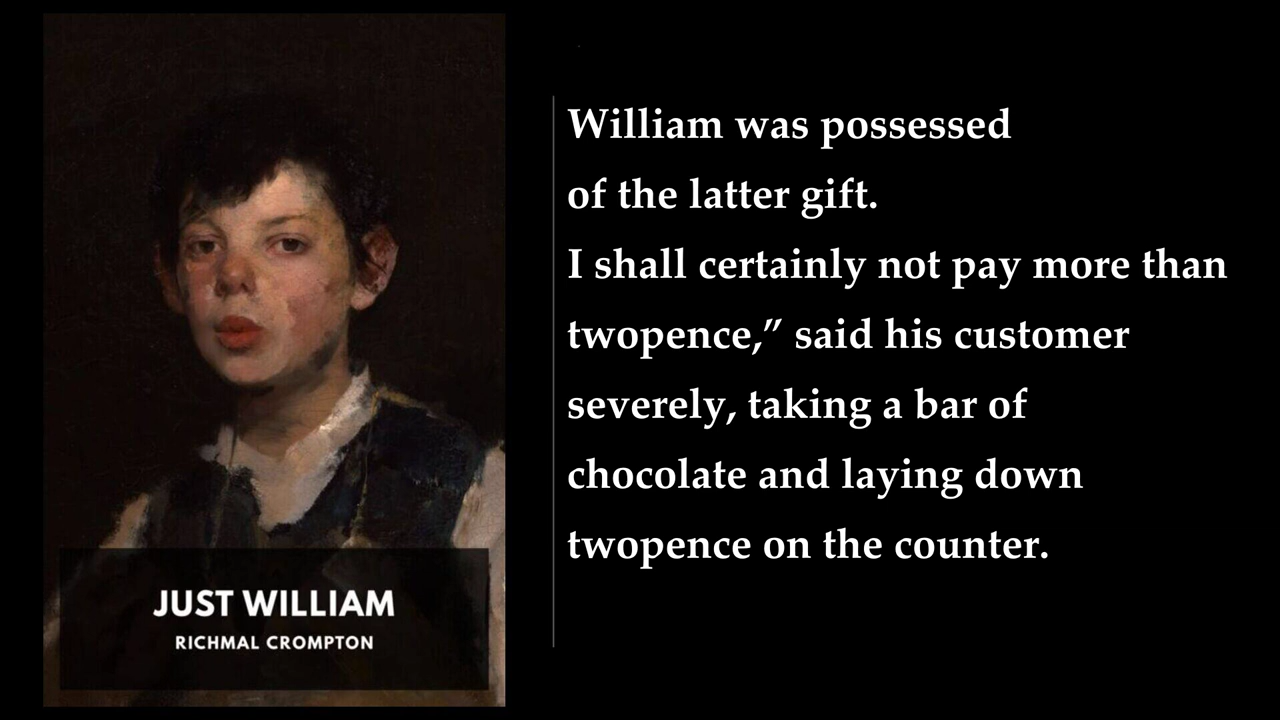 JUST WILLIAM
RICHMAL CROMPTON
William was possessed
of the latter gift.
I shall certainly not pay more than
twopence,” said his customer
severely, taking a bar of
chocolate and laying down
twopence on the counter.